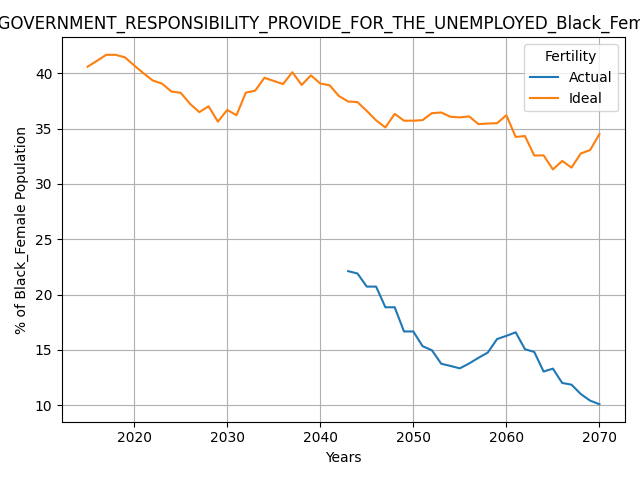 GOVERNMENT_RESPONSIBILITY_PROVIDE_FOR_THE_UNEMPLOYED_Black_Fem
Fertility
Actual
Ideal
% of Black_Female Population
40
35
30
25
20
15
10
2020 2030 2040 2050 2060 2070
Years